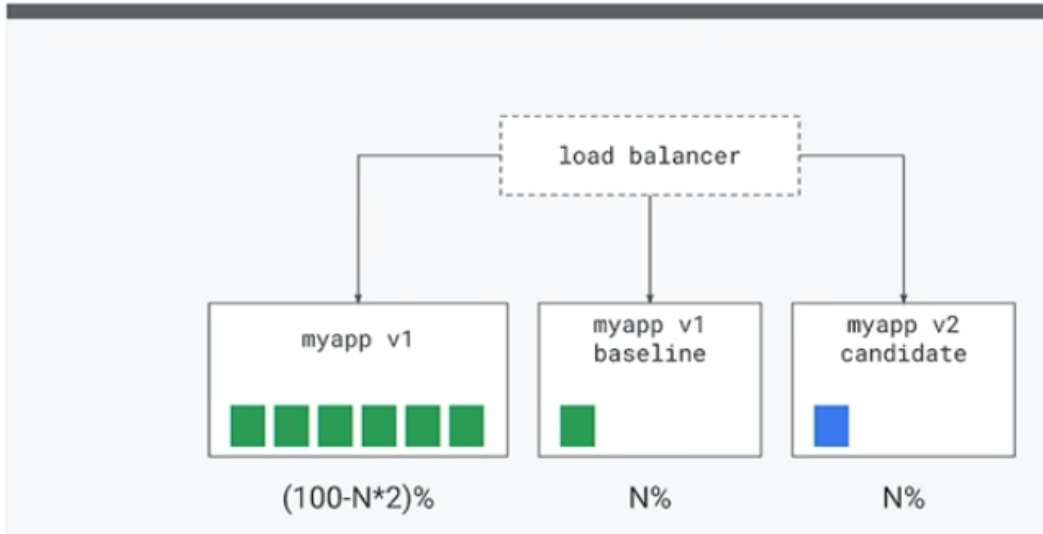 load balancer
myapp v1
myapp v1
baseline
myapp v2
candidate
(100-N*2)%
N%
N%